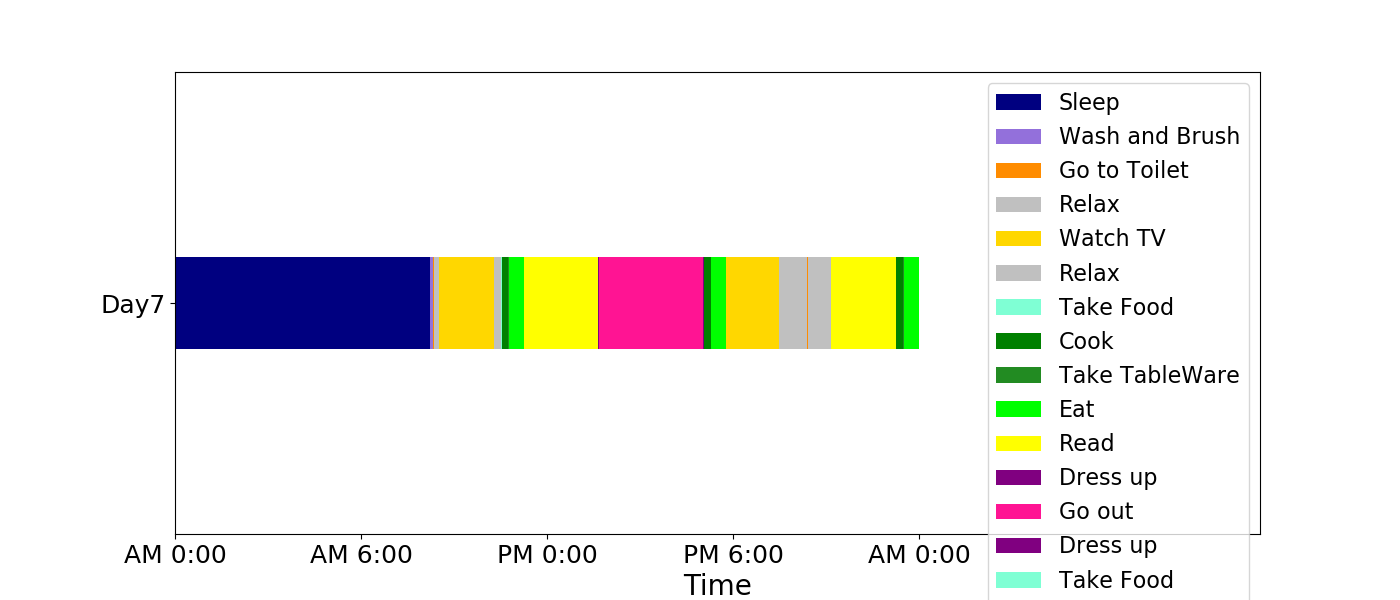 Sleep
Wash and Brush
Go to Toilet
Relax
Watch TV
Relax
Take Food
Cook
Take TableWare
Eat
Read
Dress up
Go out
Dress up
Take Food
Day7
AM 0:00 AM 6:00 PM 0:00 PM 6:00 AM 0:00
Time